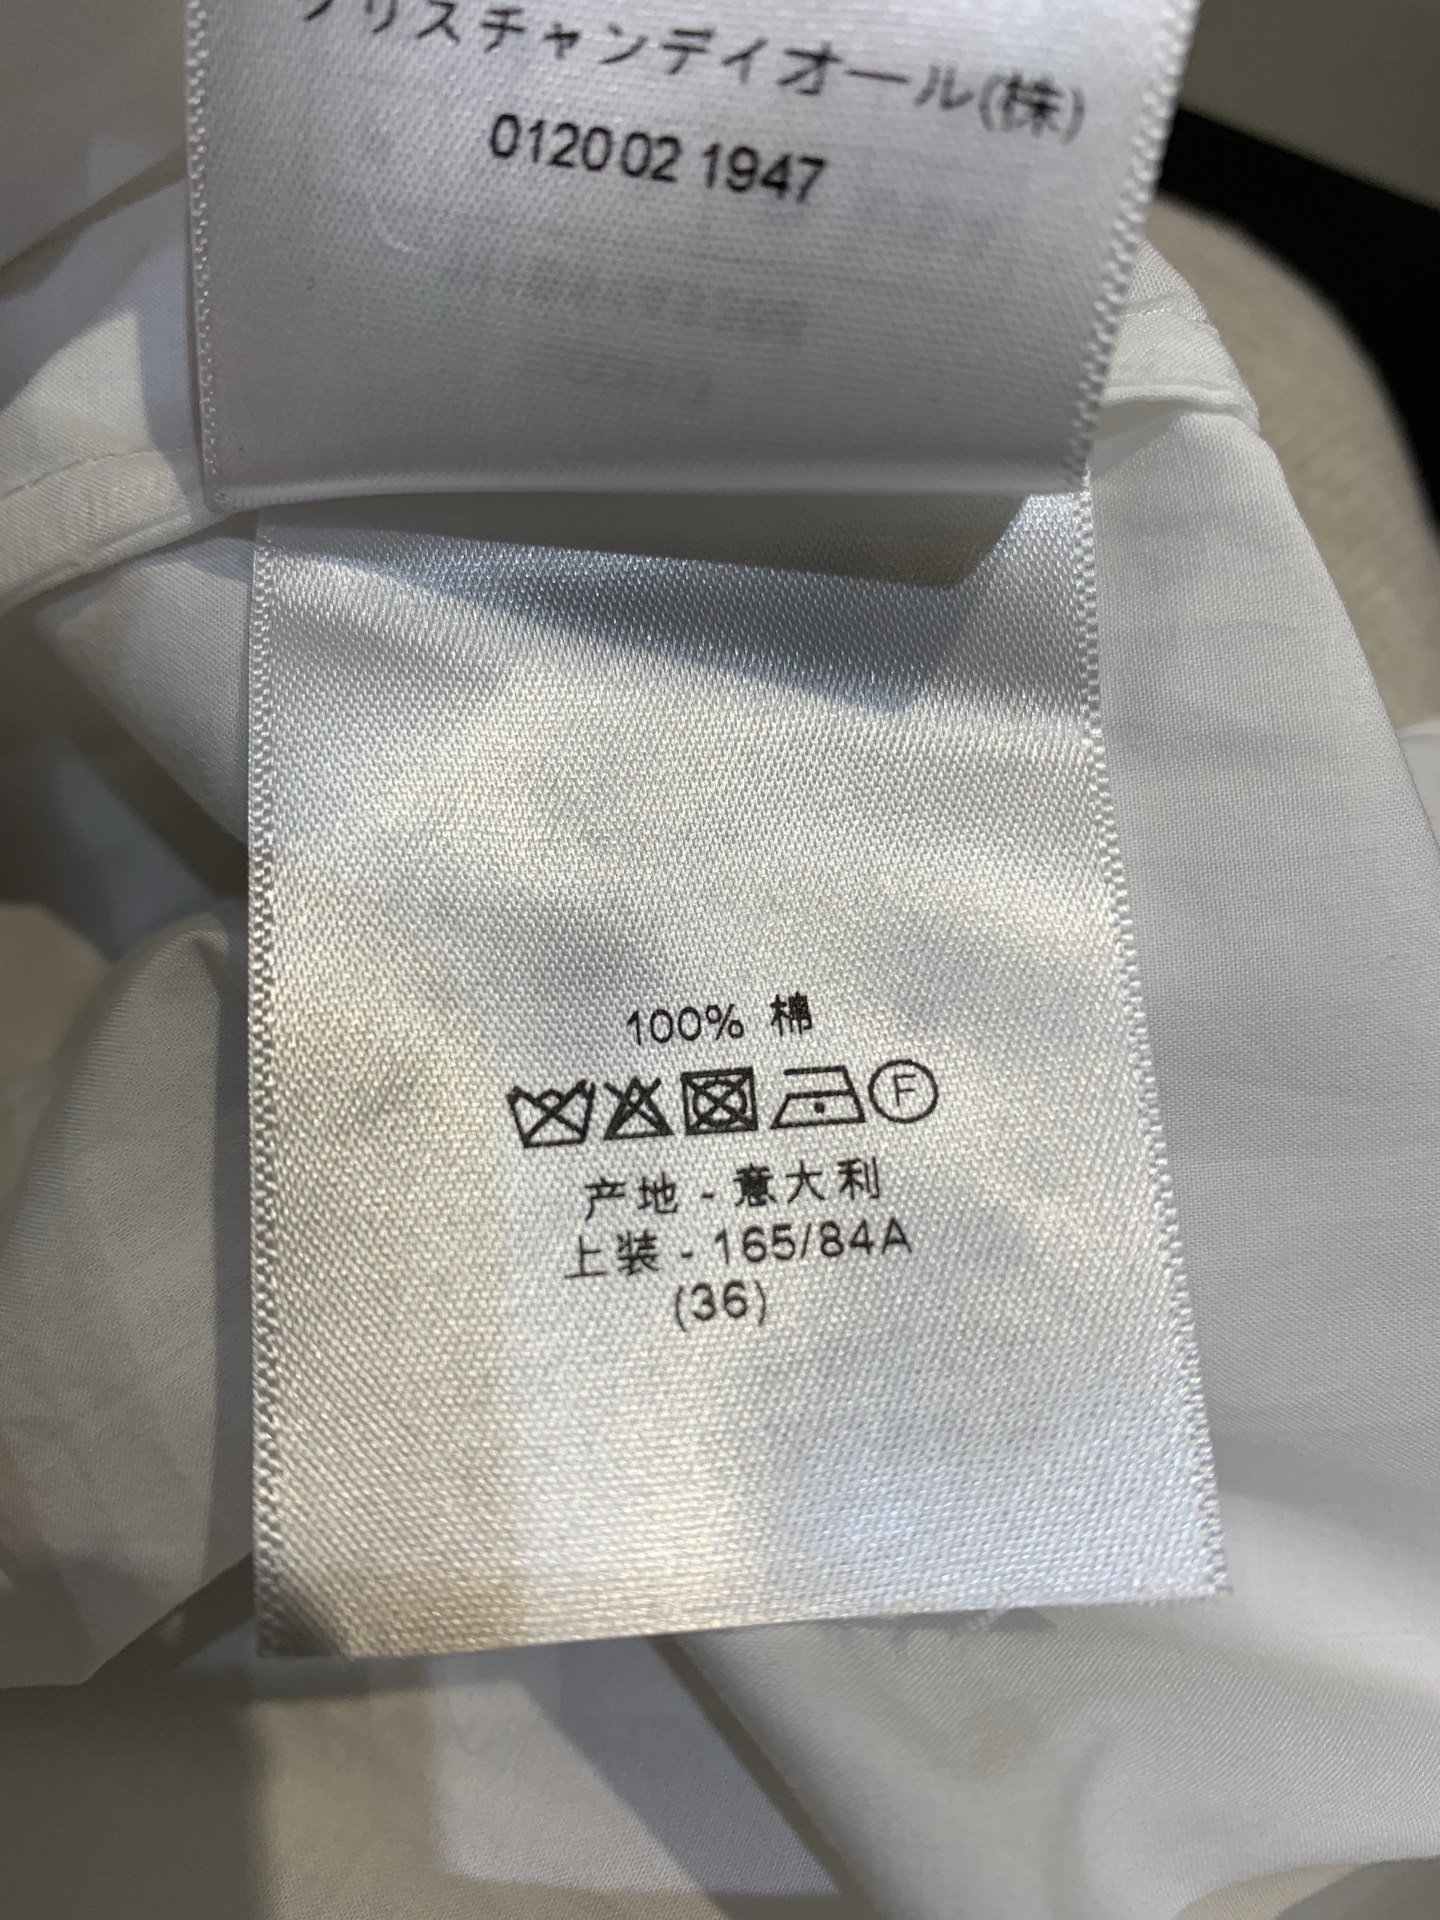 クリスチャンディオール(株)
0120 02 1947
100% 棉
F
产地 - 意大利
上装 - 165/84A
(36)